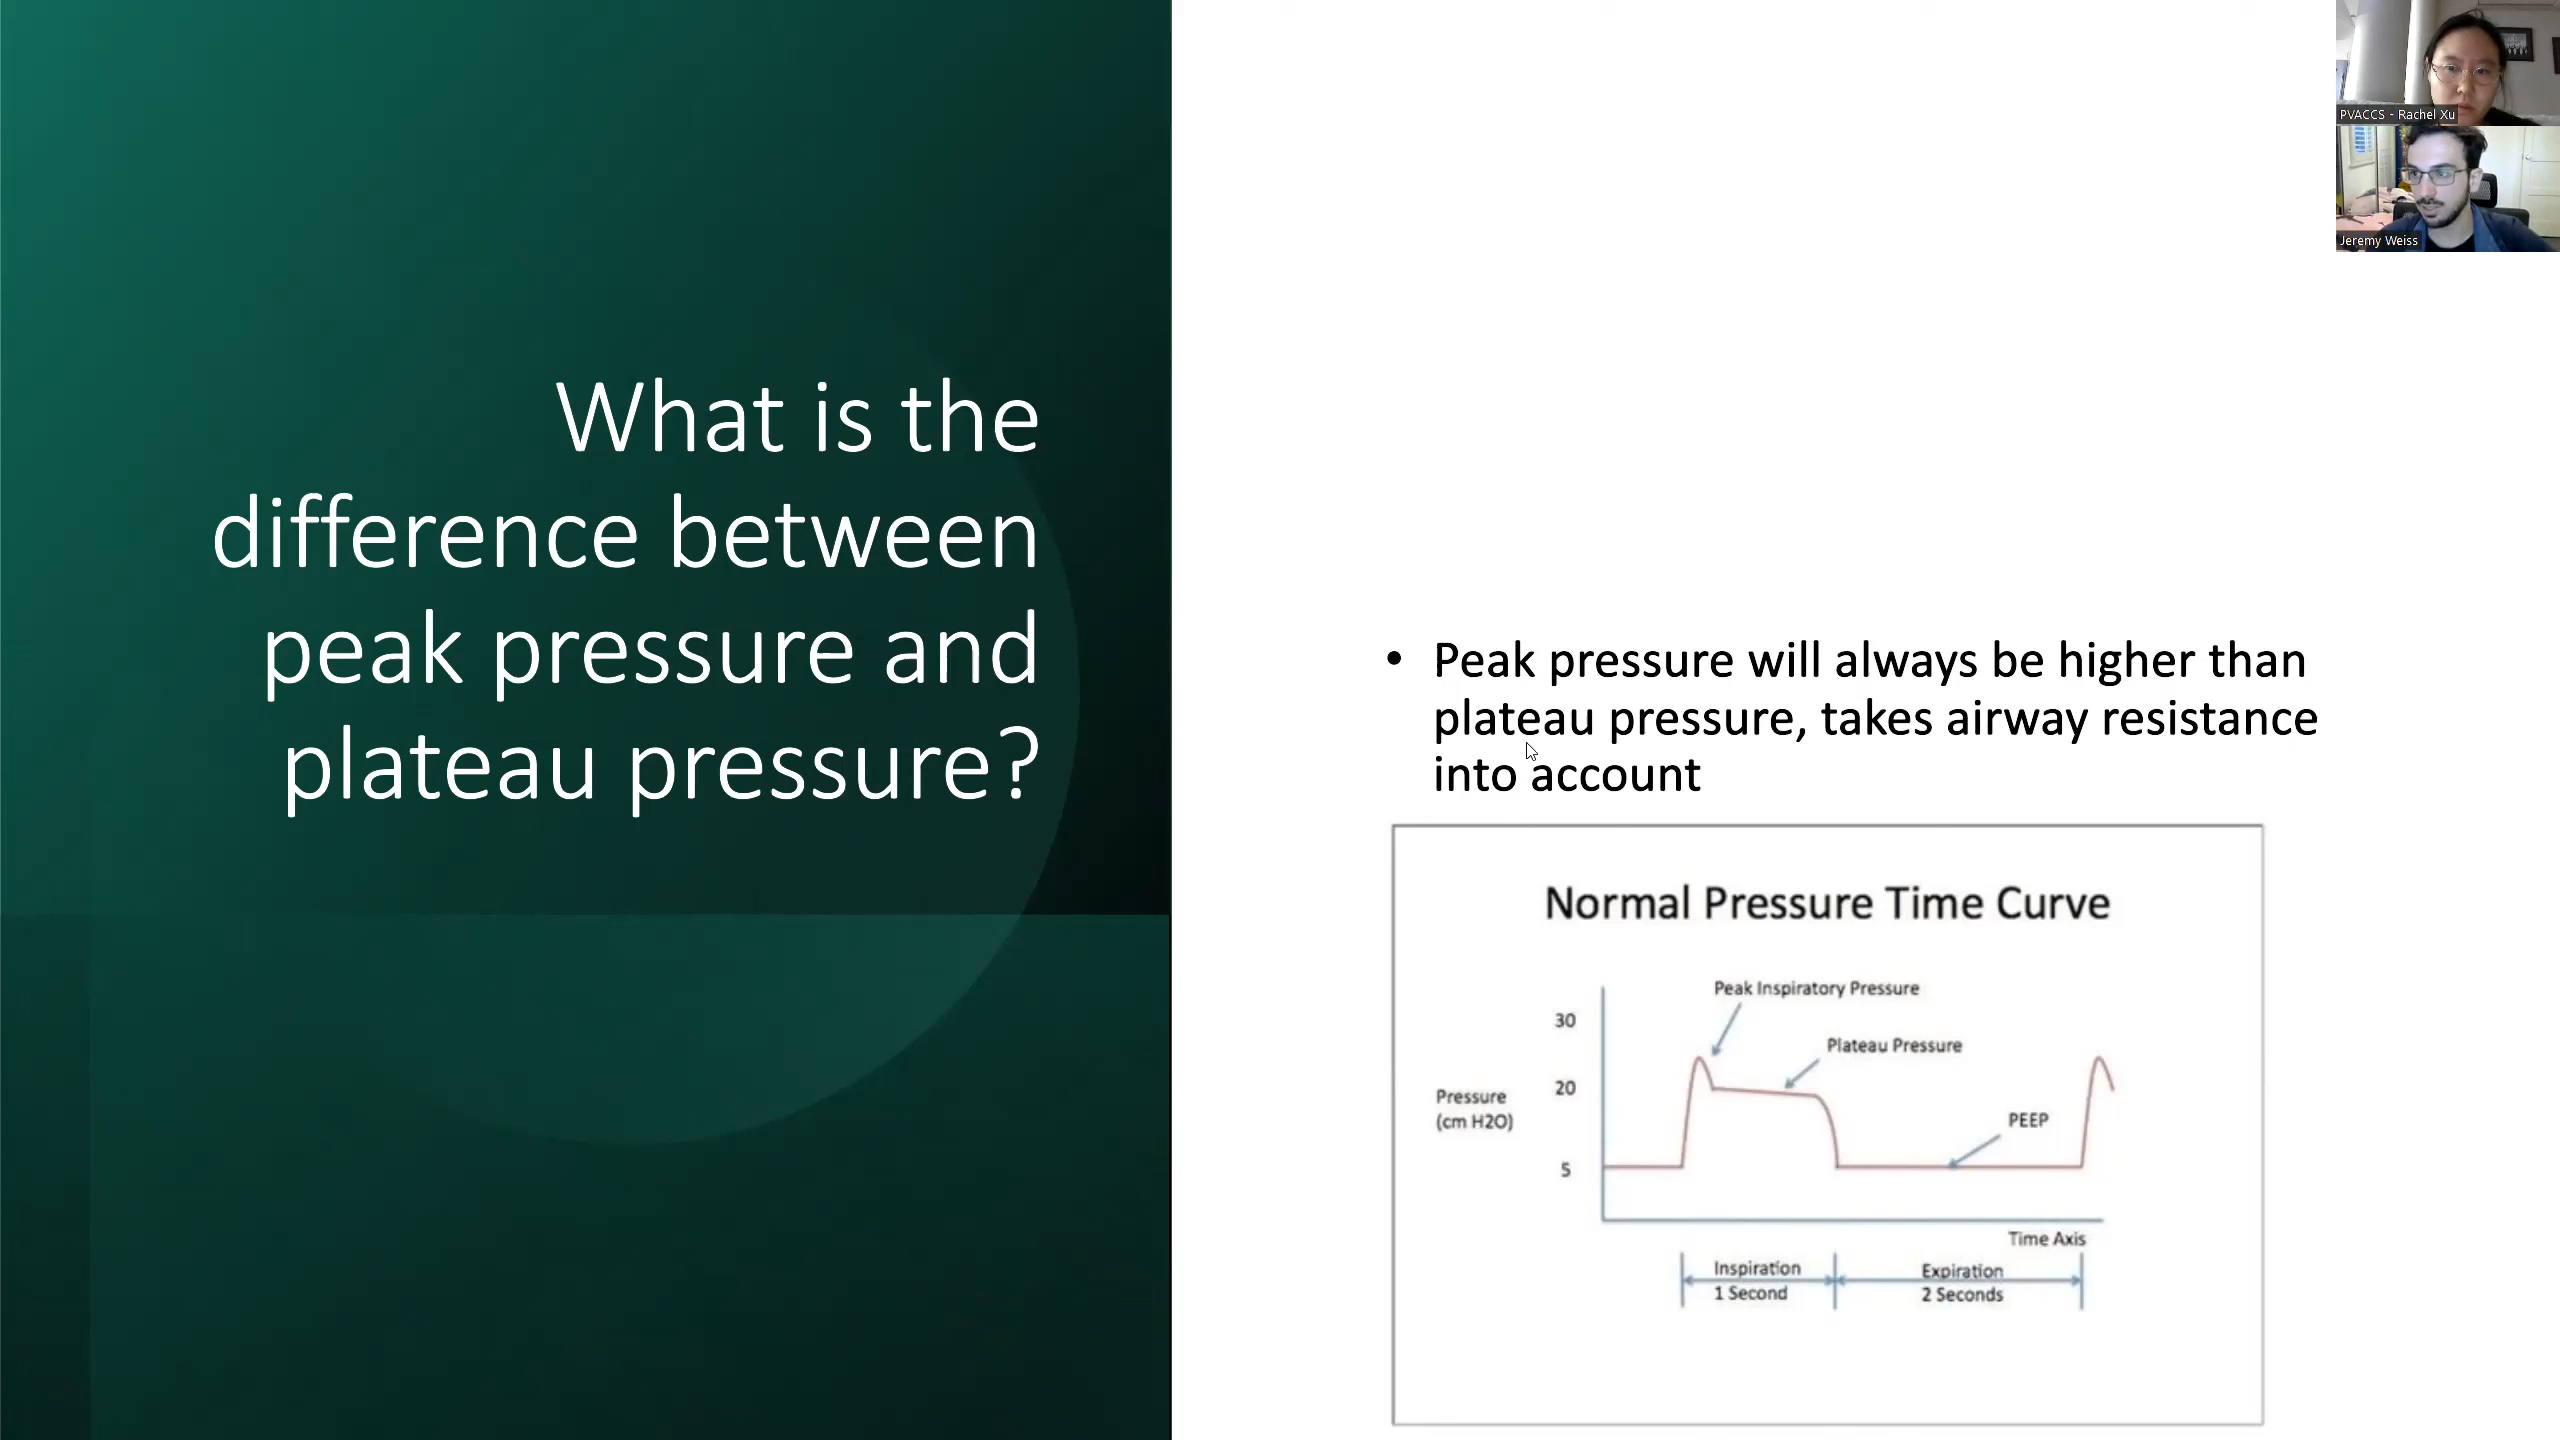 What is the
difference between
peak pressure and
plateau pressure?
PVACCS - Rachel Xu
Jeremy Weiss
• Peak pressure will always be higher than
plateau pressure, takes airway resistance
into account
Normal Pressure Time Curve
Peak Inspiratory Pressure
30
Plateau Pressure
20
Pressure
(cm H2O)
PEEP
5
Time Axis
Inspiration
1 Second
Expiration
2 Seconds